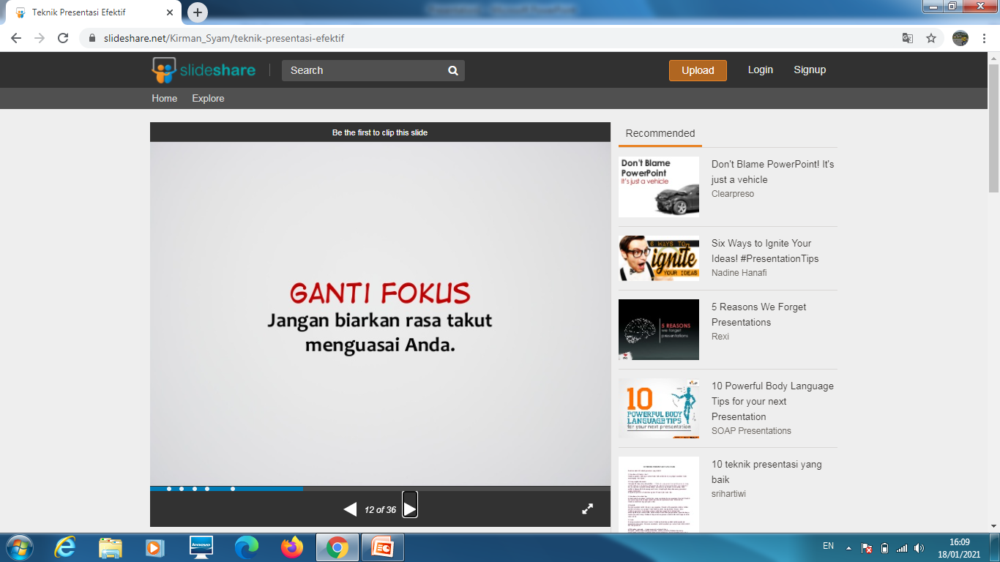 Teknik Presentasi Efektif
slideshare.net/Kirman_Syam/teknik-presentasi-efektif
slideshare
Search
Upload
Login
Signup
Home
Explore
Be the first to clip this slide
GANTI FOKUS
Jangan biarkan rasa takut
menguasai Anda.
12 of 36
Recommended
Don't Blame
PowerPoint
It's just a vehicle
Don't Blame PowerPoint! It's
just a vehicle
Clearpreso
6 WAYS TO
ignite
YOUR IDEAS
Six Ways to Ignite Your
Ideas! #PresentationTips
Nadine Hanafi
5 REASONS
we forget
presentations
5 Reasons We Forget
Presentations
Rexi
10
POWERFUL BODY
LANGUAGE TIPS
for your next presentation
10 Powerful Body Language
Tips for your next
Presentation
SOAP Presentations
10 teknik presentasi yang
baik
srihartiwi
lenovo
EN
16:09
18/01/2021